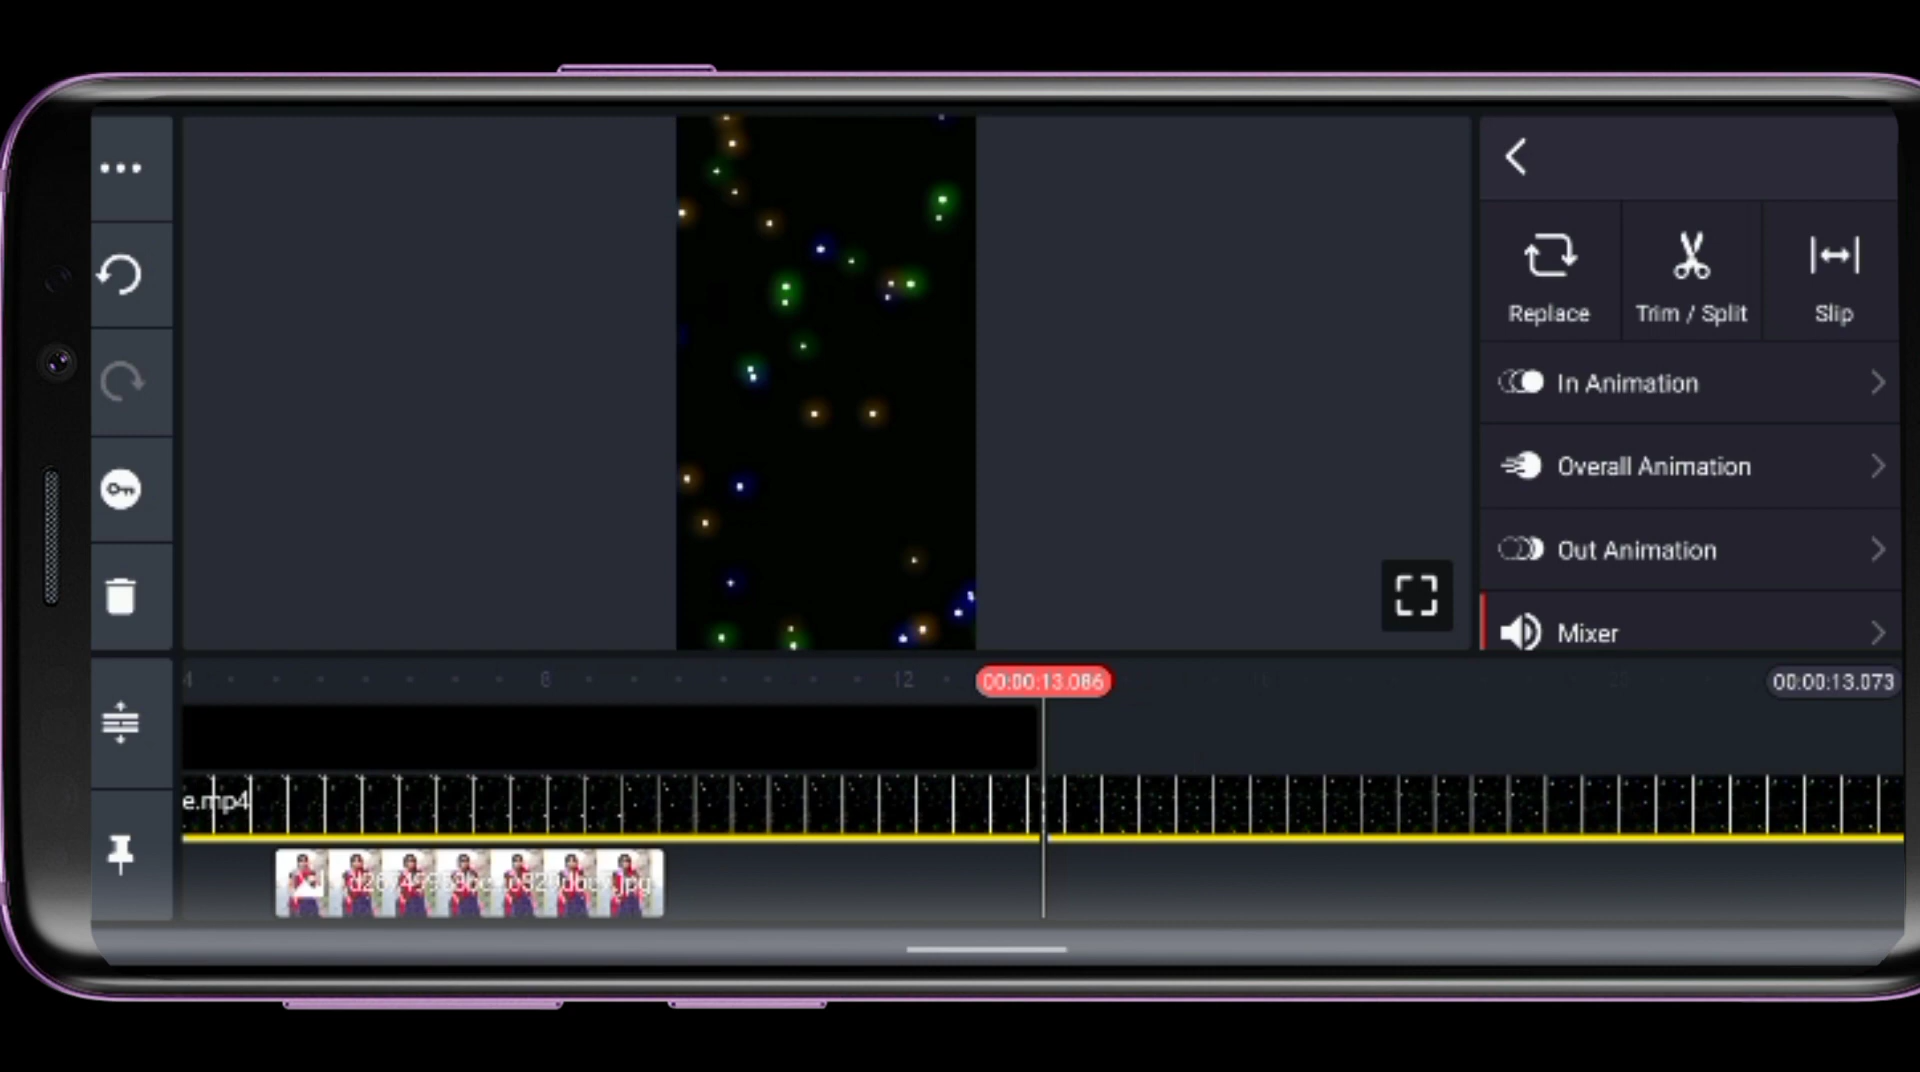 Replace
Trim / Split
Slip
In Animation
Overall Animation
Out Animation
Mixer
4
8
12
00:00:13.086
00:00:13.073
e.mp4